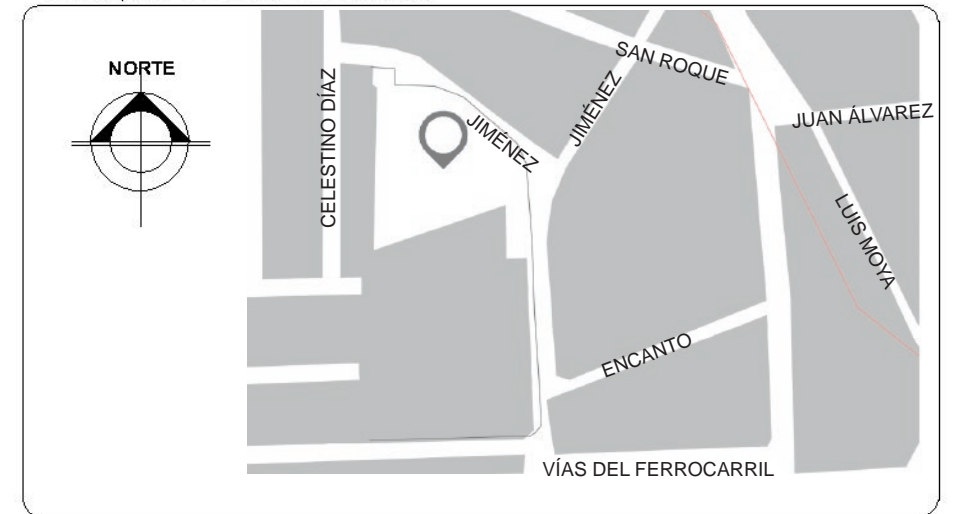 NORTE
SAN ROQUE
CELESTINO DÍAZ
JIMÉNEZ
JIMÉNEZ
JUAN ÁLVAREZ
LUIS MOYA
ENCANTO
VÍAS DEL FERROCARRIL